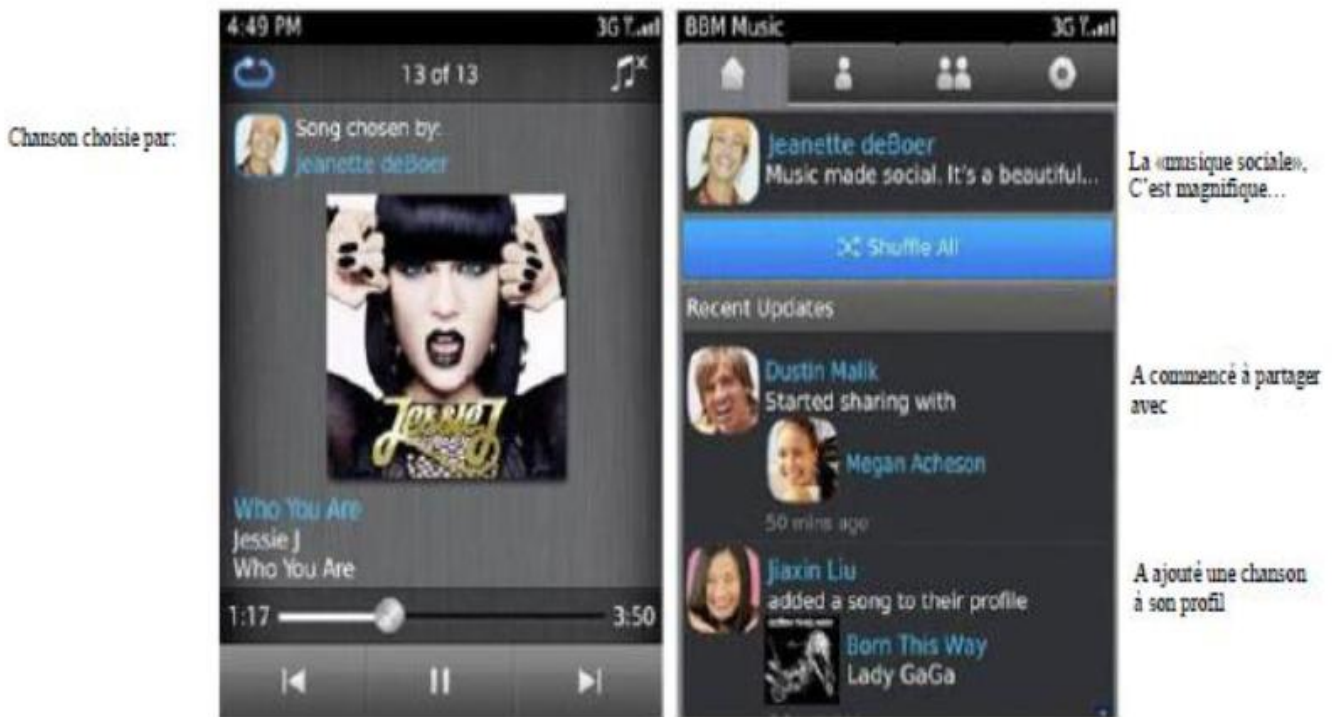 Chanson choisie par:
4:49 PM 3G
13 of 13
Song chosen by:
Jeanette deBoer
Jessie J
Who You Are
Jessie J
Who You Are
1:17 3:50
BBM Music 3G
Jeanette deBoer
Music made social. It's a beautiful...
Shuffle All
Recent Updates
Dustin Malik
Started sharing with
Megan Acheson
50 mins ago
Jiaxin Liu
added a song to their profile
Born This Way
Lady GaGa
La «musique sociale»,
C'est magnifique...
A commencé à partager
avec
A ajouté une chanson
à son profil